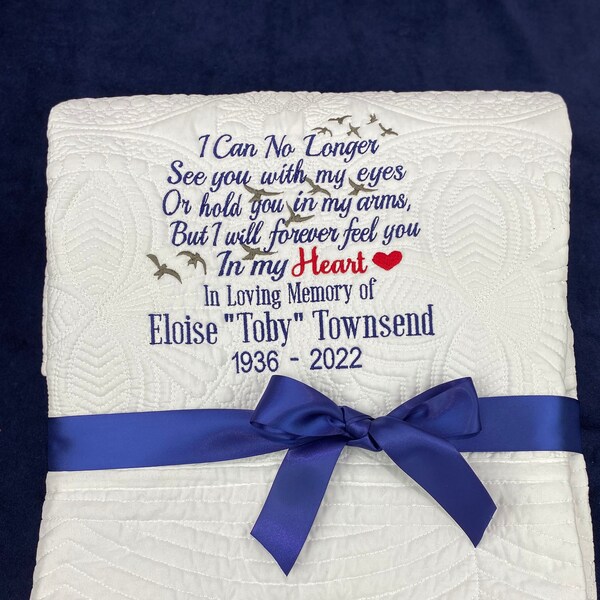 I Can No Longer
See you with my eyes
Or hold you in my arms,
But I will forever feel you
In my Heart
In Loving Memory of
Eloise "Toby" Townsend
1936 - 2022